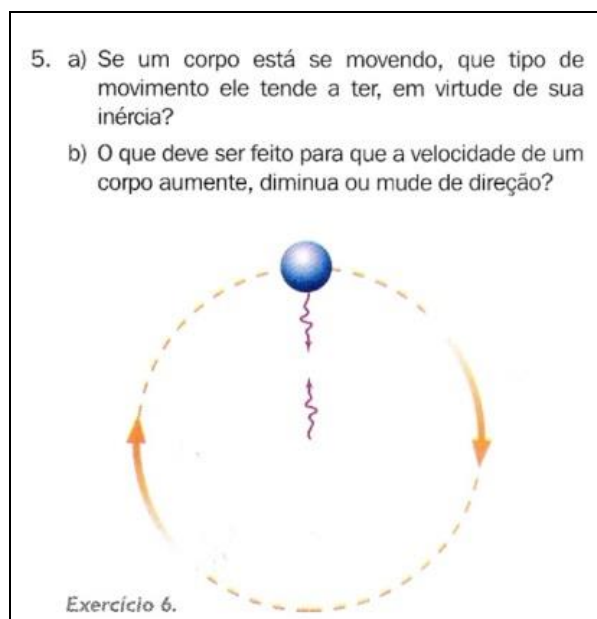 5. a) Se um corpo está se movendo, que tipo de
movimento ele tende a ter, em virtude de sua
inércia?
b) O que deve ser feito para que a velocidade de um
corpo aumente, diminua ou mude de direção?
Exercício 6.